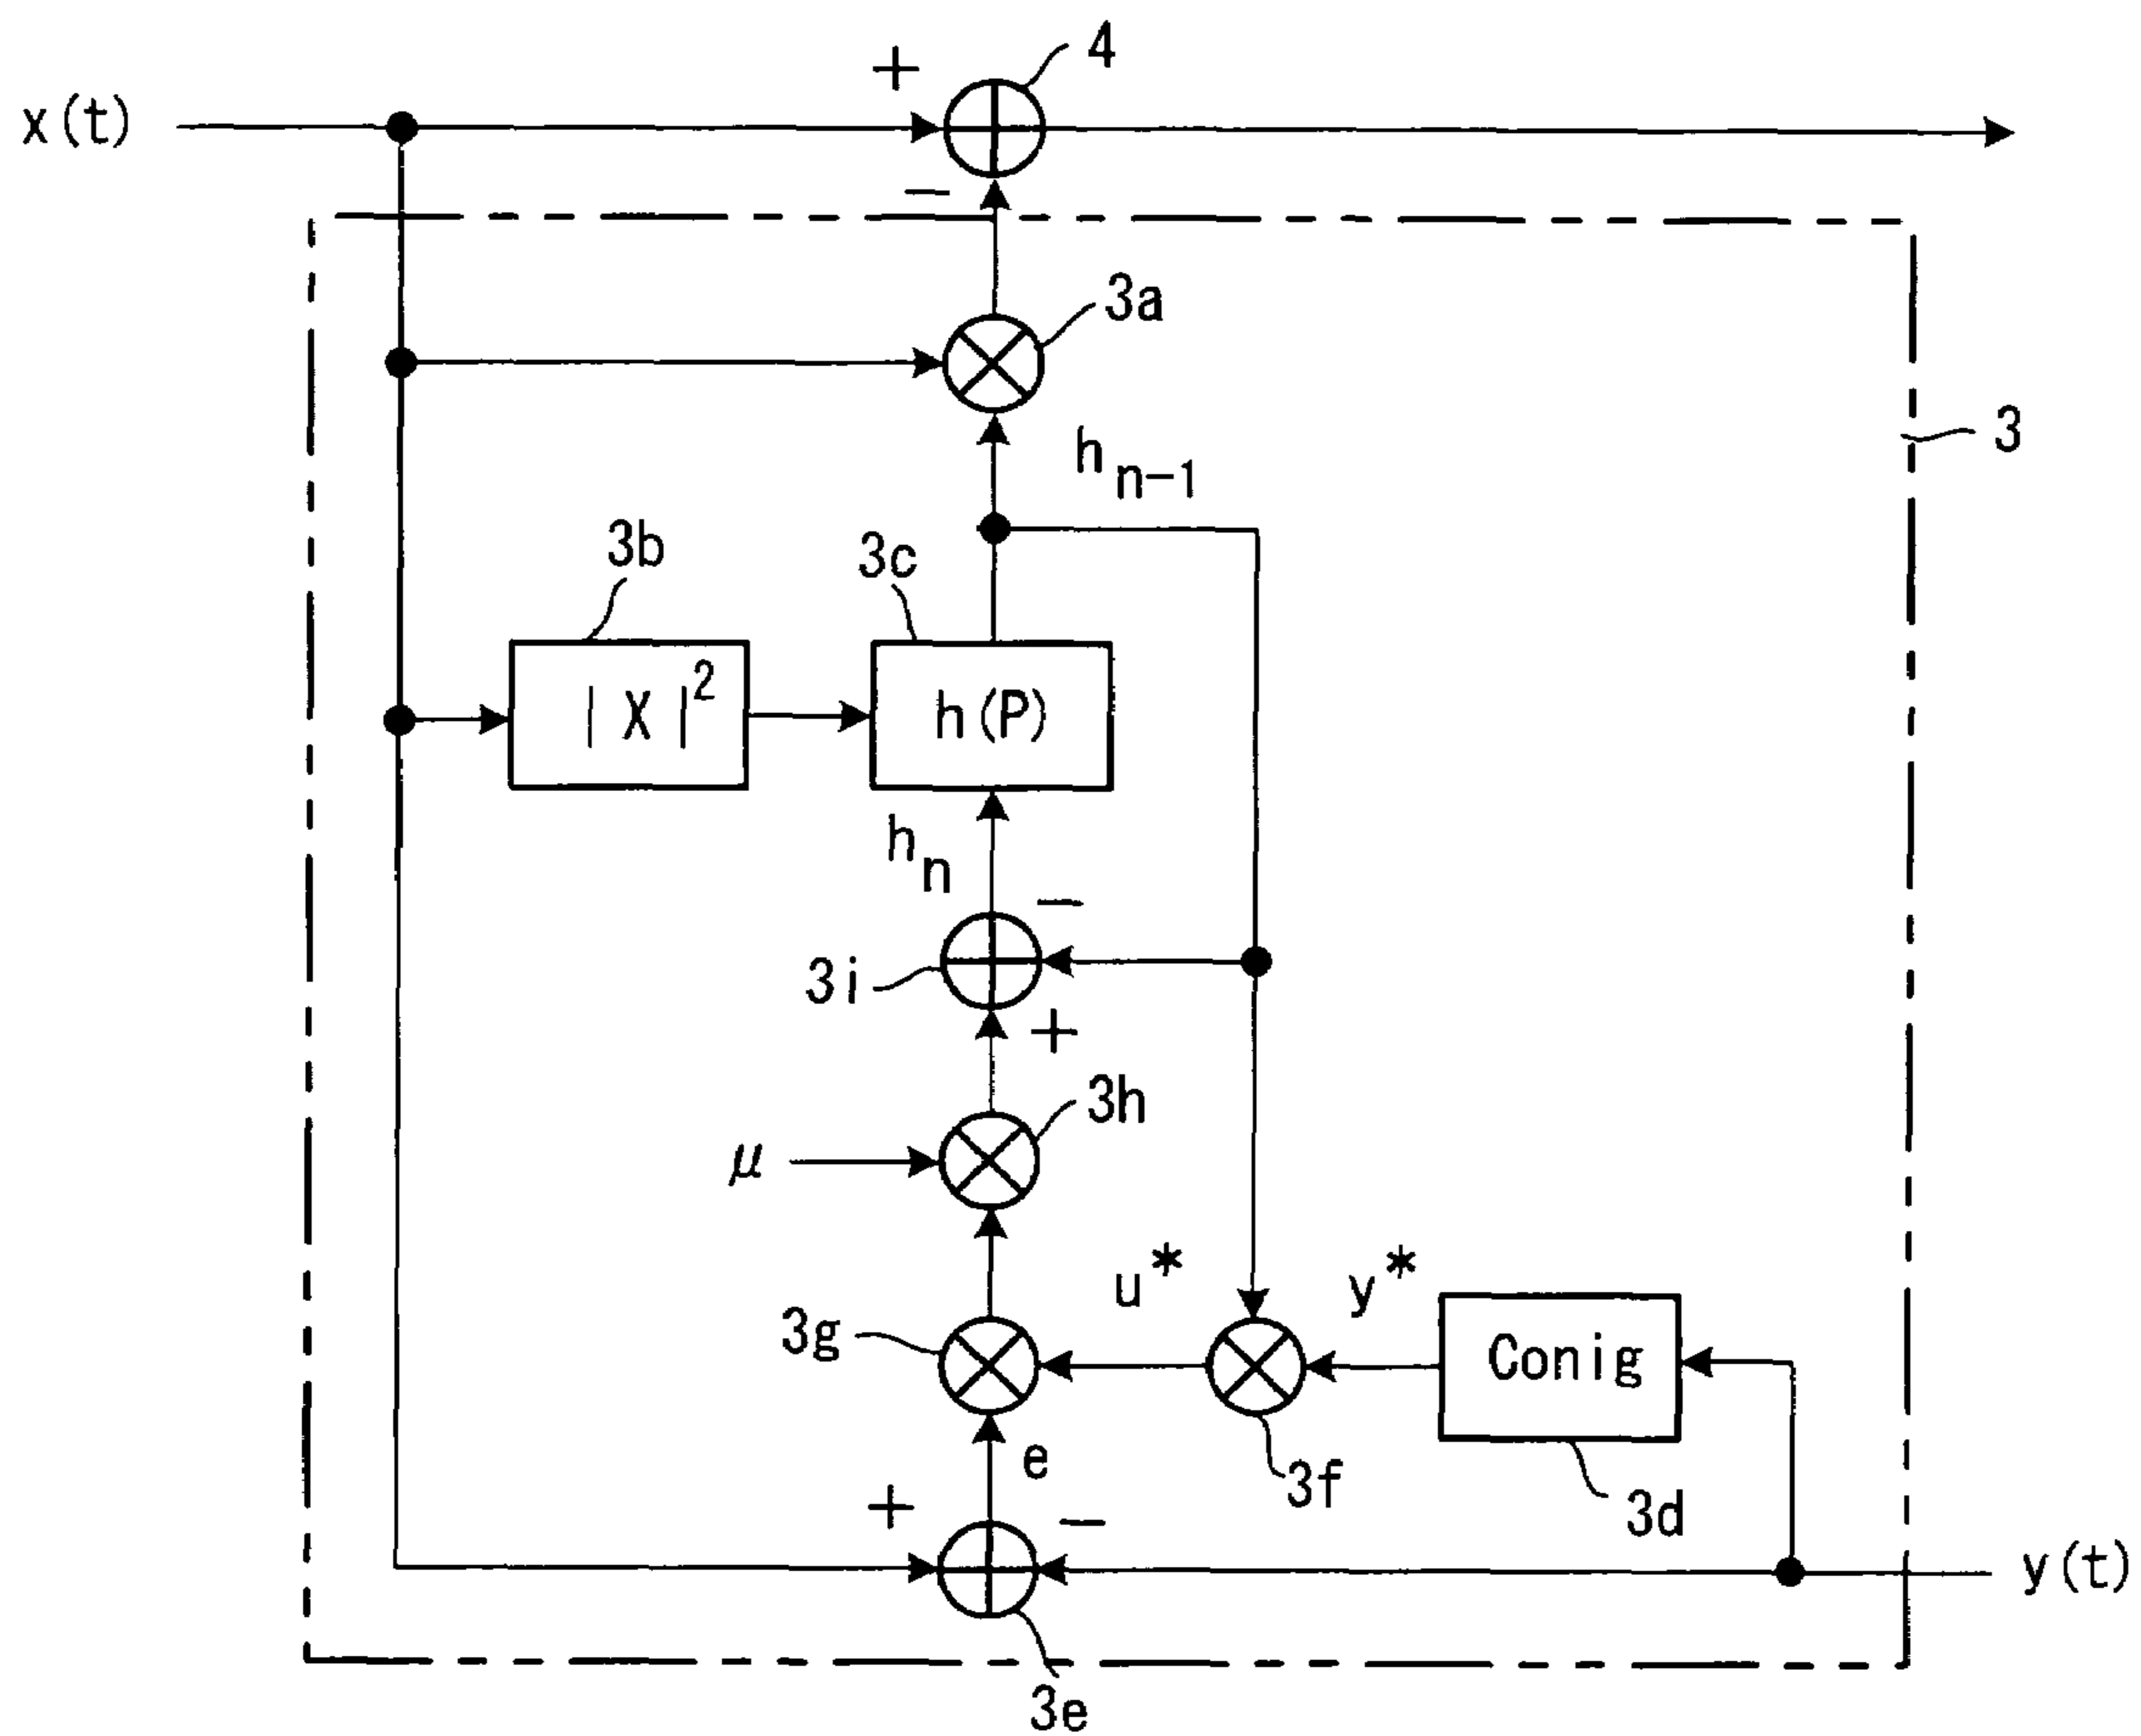 4
+
x(t)
−
3a
3
h n-1
3b
3c
|X|²
h(P)
h n
−
3i
+
3h
μ
u*
y*
3g
Conig
e
3f
3d
+
−
y(t)
3e